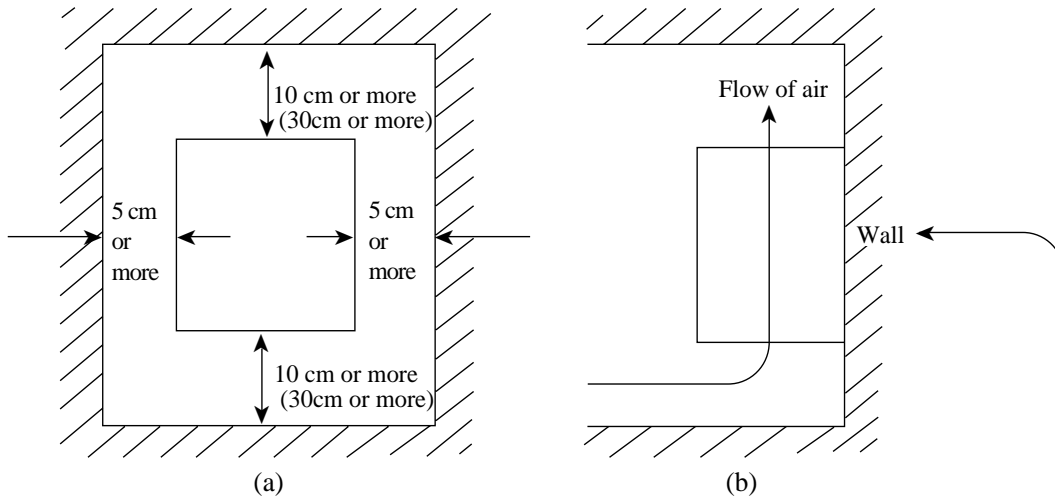 10 cm or more
(30cm or more)
5 cm
or
more
5 cm
or
more
10 cm or more
(30cm or more)
(a)
Flow of air
Wall
(b)